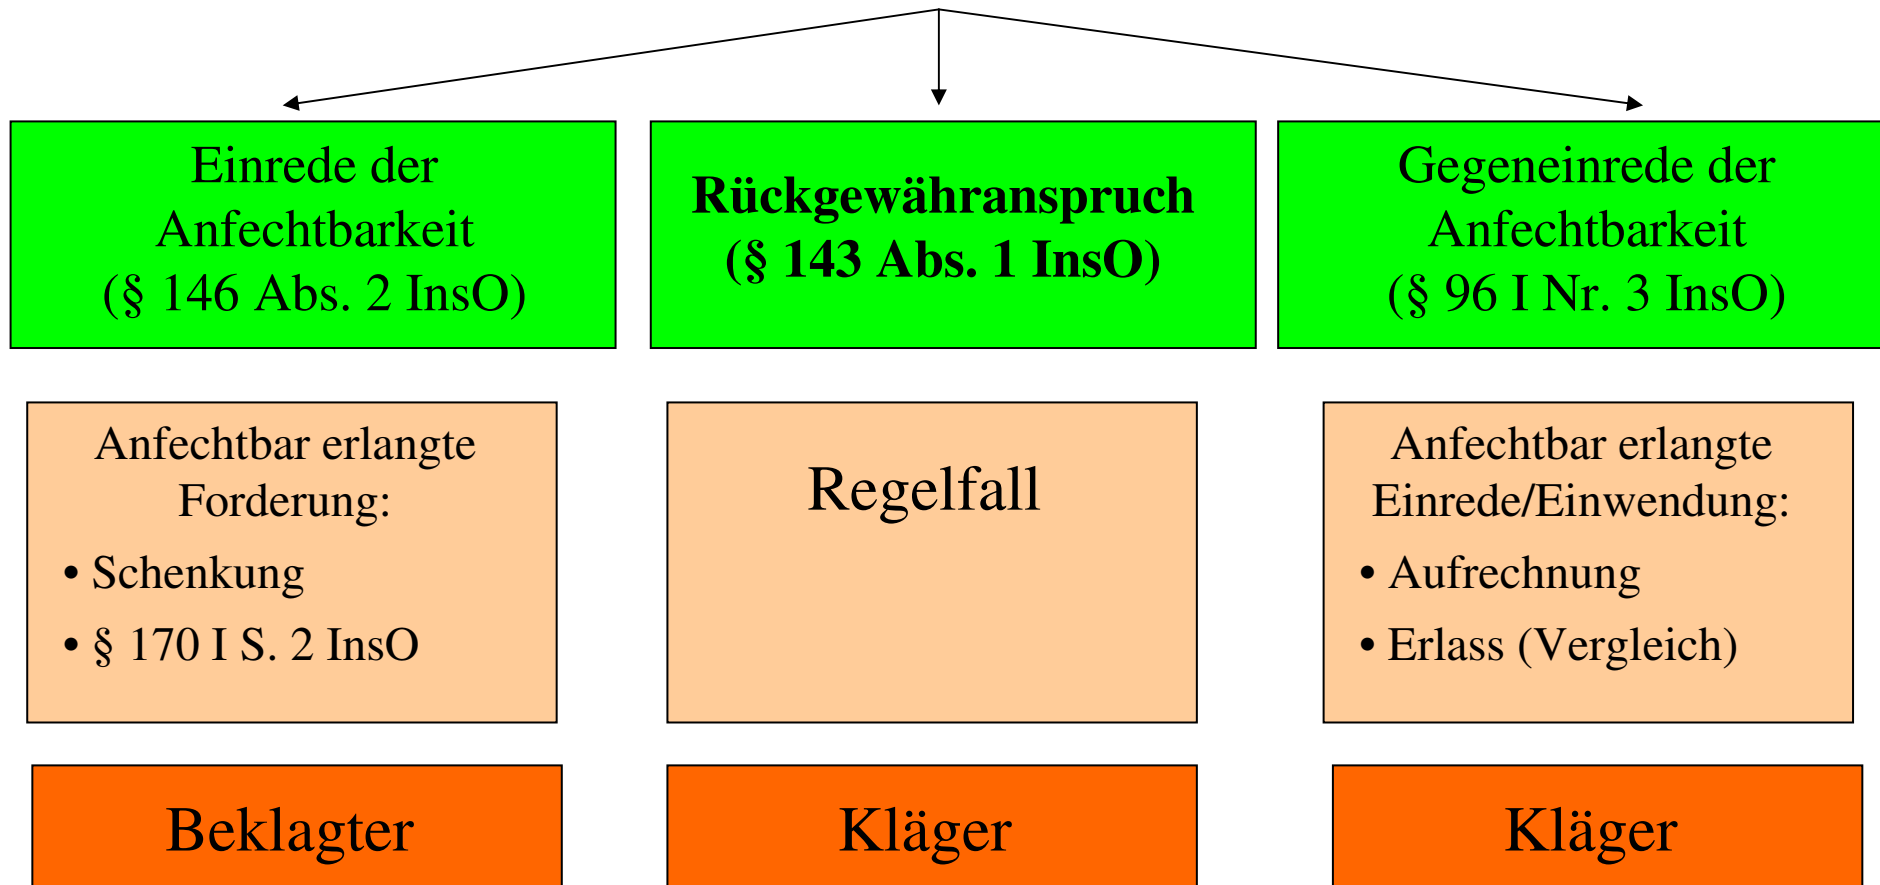 Einrede der
Anfechtbarkeit
(§ 146 Abs. 2 InsO)
Rückgewähranspruch
(§ 143 Abs. 1 InsO)
Gegeneinrede der
Anfechtbarkeit
(§ 96 I Nr. 3 InsO)
Anfechtbar erlangte
Forderung:
• Schenkung
• § 170 I S. 2 InsO
Regelfall
Anfechtbar erlangte
Einrede/Einwendung:
• Aufrechnung
• Erlass (Vergleich)
Beklagter
Kläger
Kläger